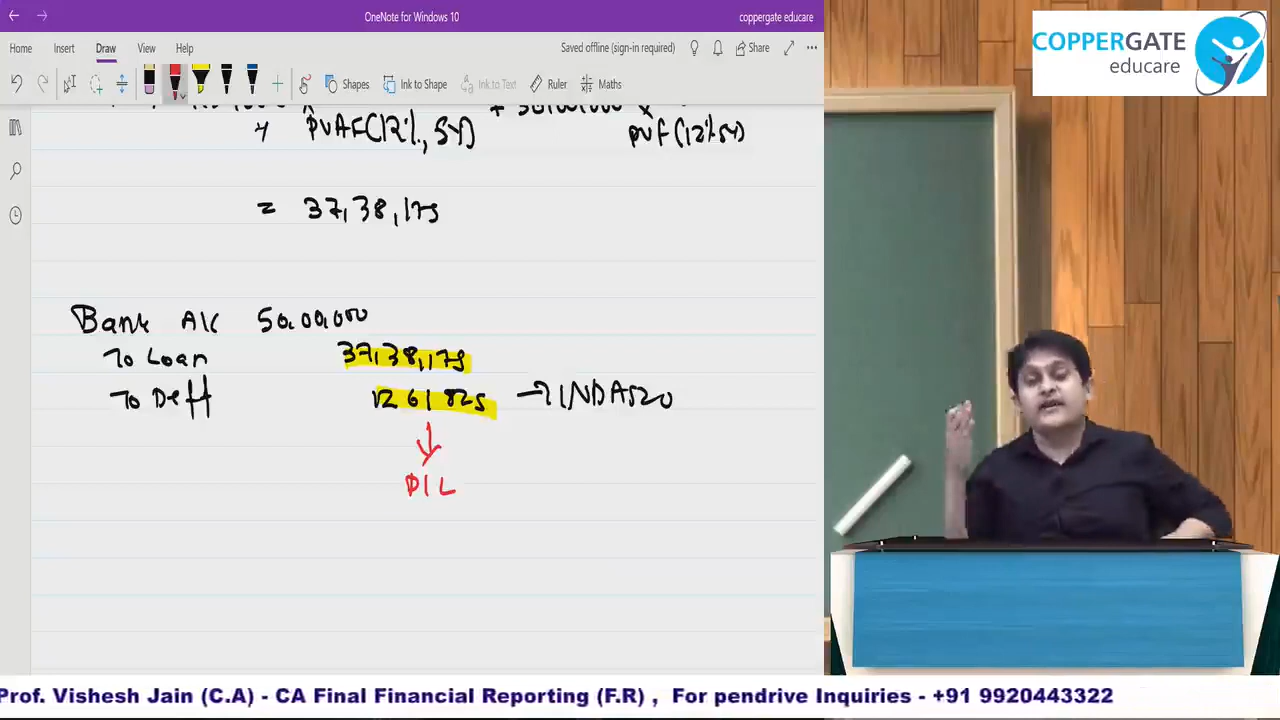 OneNote for Windows 10
coppergate educare
Home Insert Draw View Help
Saved offline (sign-in required)
Share
Shapes
Ink to Shape
Ink to Text
Ruler
Maths
COPPERGATE
educare
PVAF(12%, 5Y)
PVF(12%5Y)
= 37,38,175
Bank A/c 50,00,000
To Loan 37,38,175
To Deff 1261825 → INDAS20
P/L
Prof. Vishesh Jain (C.A) - CA Final Financial Reporting (F.R) , For pendrive Inquiries - +91 9920443322